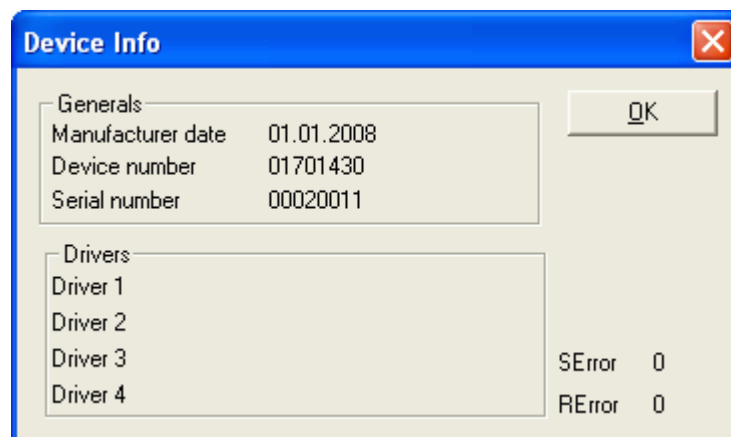 Device Info
Generals
OK
Manufacturer date 01.01.2008
Device number 01701430
Serial number 00020011
Drivers
Driver 1
Driver 2
Driver 3
SError 0
Driver 4
RError 0